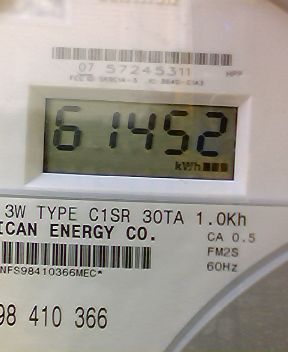 07 57245311 HPP
61452
kWh
3W TYPE C1SR 30TA 1.0Kh
ICAN ENERGY CO.
CA 0.5
FM2S
60Hz
NFS98410366MEC*
98 410 366